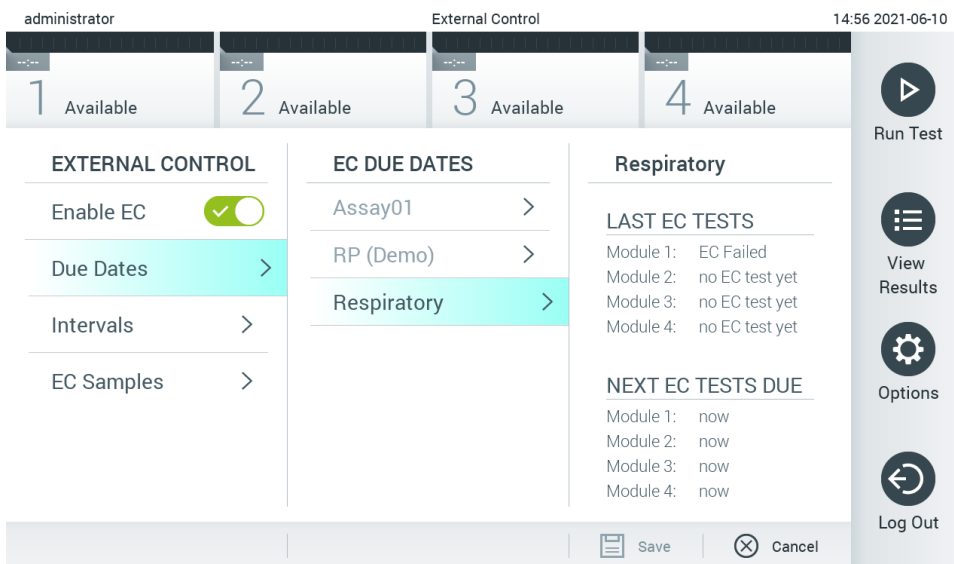 administrator External Control 14:56 2021-06-10
--:-- --:-- --:-- --:--
1 Available 2 Available 3 Available 4 Available
Run Test
EXTERNAL CONTROL
Enable EC
Due Dates
Intervals
EC Samples
EC DUE DATES
Assay01
RP (Demo)
Respiratory
Respiratory
LAST EC TESTS
Module 1: EC Failed
Module 2: no EC test yet
Module 3: no EC test yet
Module 4: no EC test yet
NEXT EC TESTS DUE
Module 1: now
Module 2: now
Module 3: now
Module 4: now
View
Results
Options
Log Out
Save Cancel